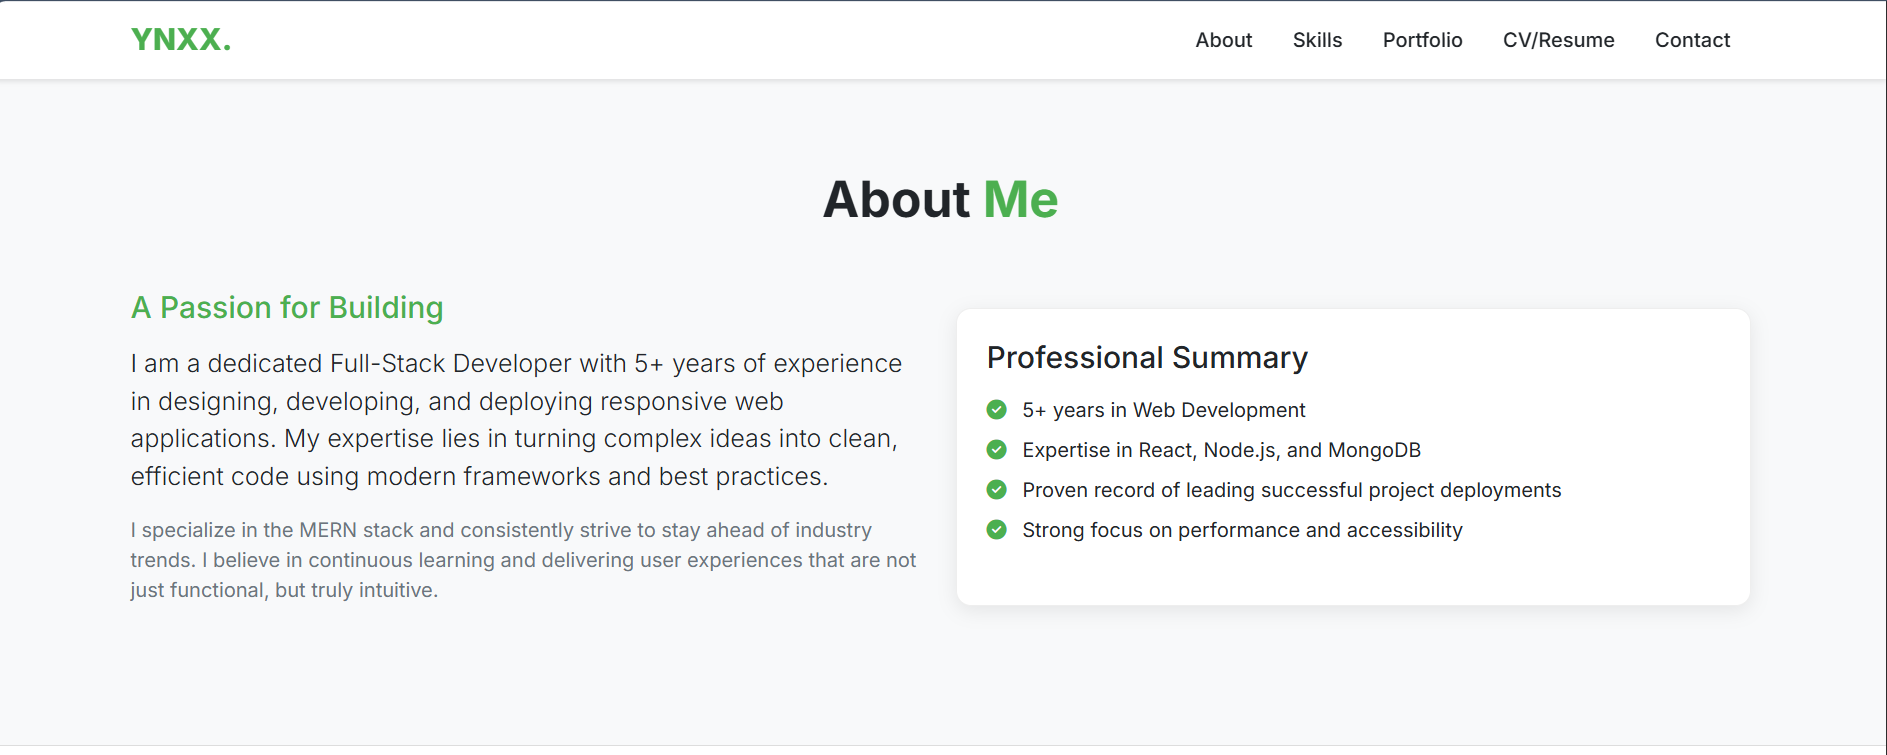 YNXX.
About
Skills
Portfolio
CV/Resume
Contact
About Me
A Passion for Building
I am a dedicated Full-Stack Developer with 5+ years of experience
in designing, developing, and deploying responsive web
applications. My expertise lies in turning complex ideas into clean,
efficient code using modern frameworks and best practices.
I specialize in the MERN stack and consistently strive to stay ahead of industry
trends. I believe in continuous learning and delivering user experiences that are not
just functional, but truly intuitive.
Professional Summary
5+ years in Web Development
Expertise in React, Node.js, and MongoDB
Proven record of leading successful project deployments
Strong focus on performance and accessibility